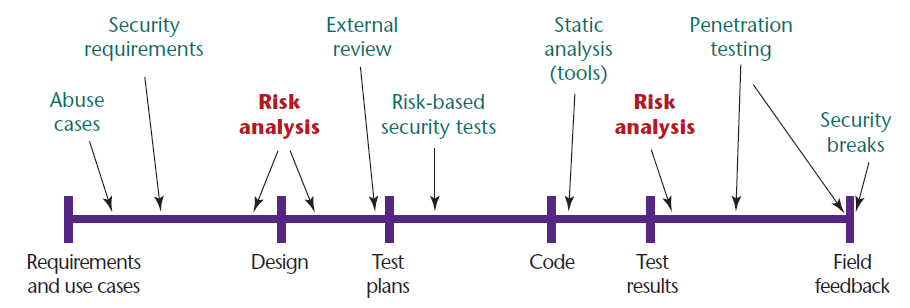 Security
requirements
External
review
Static
analysis
(tools)
Penetration
testing
Abuse
cases
Risk
analysis
Risk-based
security tests
Risk
analysis
Security
breaks
Requirements
and use cases
Design
Test
plans
Code
Test
results
Field
feedback